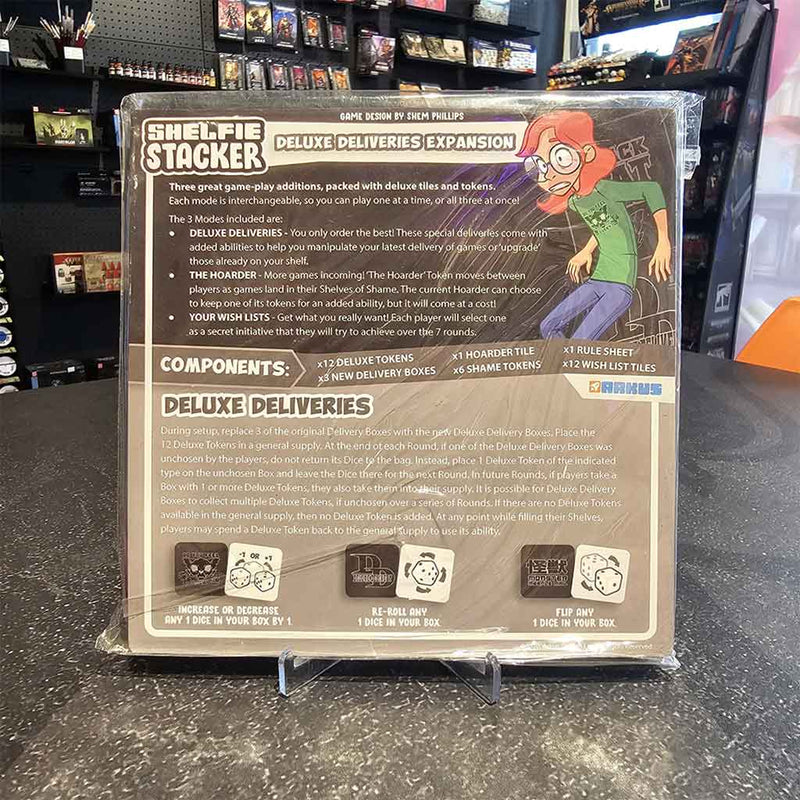 GAME DESIGN BY SHEM PHILLIPS
SHELFIE
STACKER
DELUXE DELIVERIES EXPANSION
Three great game-play additions, packed with deluxe tiles and tokens.
Each mode is interchangeable, so you can play one at a time, or all three at once!
The 3 Modes included are:
• DELUXE DELIVERIES - You only order the best! These special deliveries come with
added abilities to help you manipulate your latest delivery of games or 'upgrade'
those already on your shelf.
• THE HOARDER - More games incoming! 'The Hoarder' Token moves between
players as games land in their Shelves of Shame. The current Hoarder can choose
to keep one of its tokens for an added ability, but it will come at a cost!
• YOUR WISH LISTS - Get what you really want! Each player will select one
as a secret initiative that they will try to achieve over the 7 rounds.
COMPONENTS:
x12 DELUXE TOKENS
x3 NEW DELIVERY BOXES
x1 HOARDER TILE
x6 SHAME TOKENS
x1 RULE SHEET
x12 WISH LIST TILES
ARKUS
DELUXE DELIVERIES
During setup, replace 3 of the original Delivery Boxes with the new Deluxe Delivery Boxes. Place the
12 Deluxe Tokens in a general supply. At the end of each Round, if one of the Deluxe Delivery Boxes was
unchosen by the players, do not return its Dice to the bag. Instead, place 1 Deluxe Token of the indicated
type on the unchosen Box and leave the Dice there for the next Round. In future Rounds, if players take a
Box with 1 or more Deluxe Tokens, they also take them into their supply. It is possible for Deluxe Delivery
Boxes to collect multiple Deluxe Tokens, if unchosen over a series of Rounds. If there are no Deluxe Tokens
available in the general supply, then no Deluxe Token is added. At any point while filling their Shelves,
players may spend a Deluxe Token back to the general supply to use its ability.
-1 OR +1
怪獣
INCREASE OR DECREASE
ANY 1 DICE IN YOUR BOX BY 1.
RE-ROLL ANY
1 DICE IN YOUR BOX.
FLIP ANY
1 DICE IN YOUR BOX.